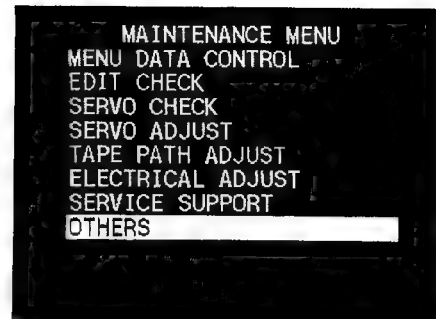 MAINTENANCE MENU
MENU DATA CONTROL
EDIT CHECK
SERVO CHECK
SERVO ADJUST
TAPE PATH ADJUST
ELECTRICAL ADJUST
SERVICE SUPPORT
OTHERS